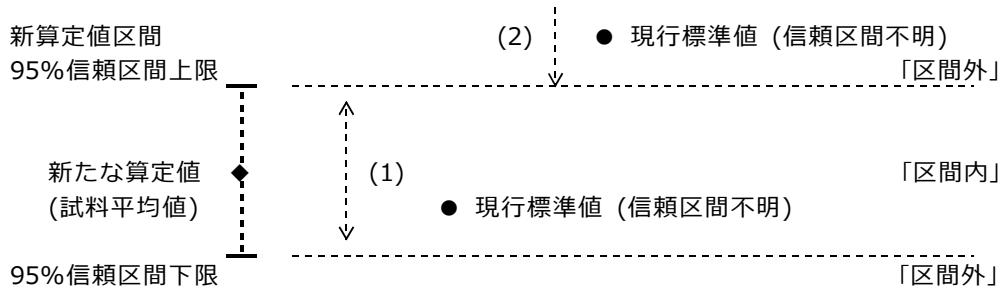 新算定値区間
(2)
● 現行標準値 (信頼区間不明)
95%信頼区間上限
「区間外」
新たな算定値
(1)
「区間内」
(試料平均値)
● 現行標準値 (信頼区間不明)
95%信頼区間下限
「区間外」